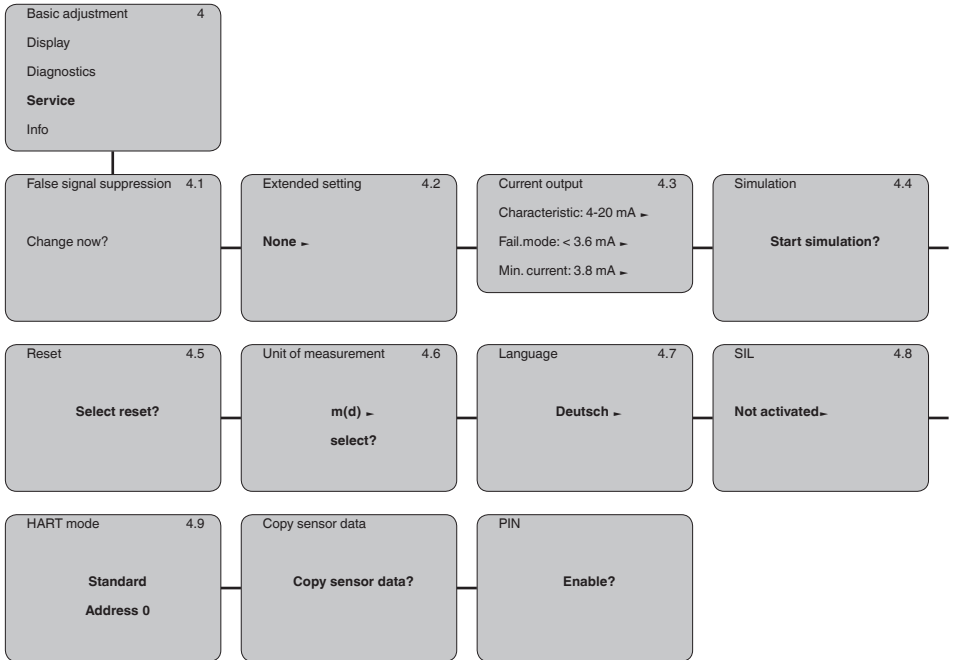 Basic adjustment 4
Display
Diagnostics
Service
Info
False signal suppression 4.1
Change now?
Extended setting 4.2
None ►
Current output 4.3
Characteristic: 4-20 mA ►
Fail.mode: < 3.6 mA ►
Min. current: 3.8 mA ►
Simulation 4.4
Start simulation?
Reset 4.5
Select reset?
Unit of measurement 4.6
m(d) ►
select?
Language 4.7
Deutsch ►
SIL 4.8
Not activated►
HART mode 4.9
Standard
Address 0
Copy sensor data
Copy sensor data?
PIN
Enable?